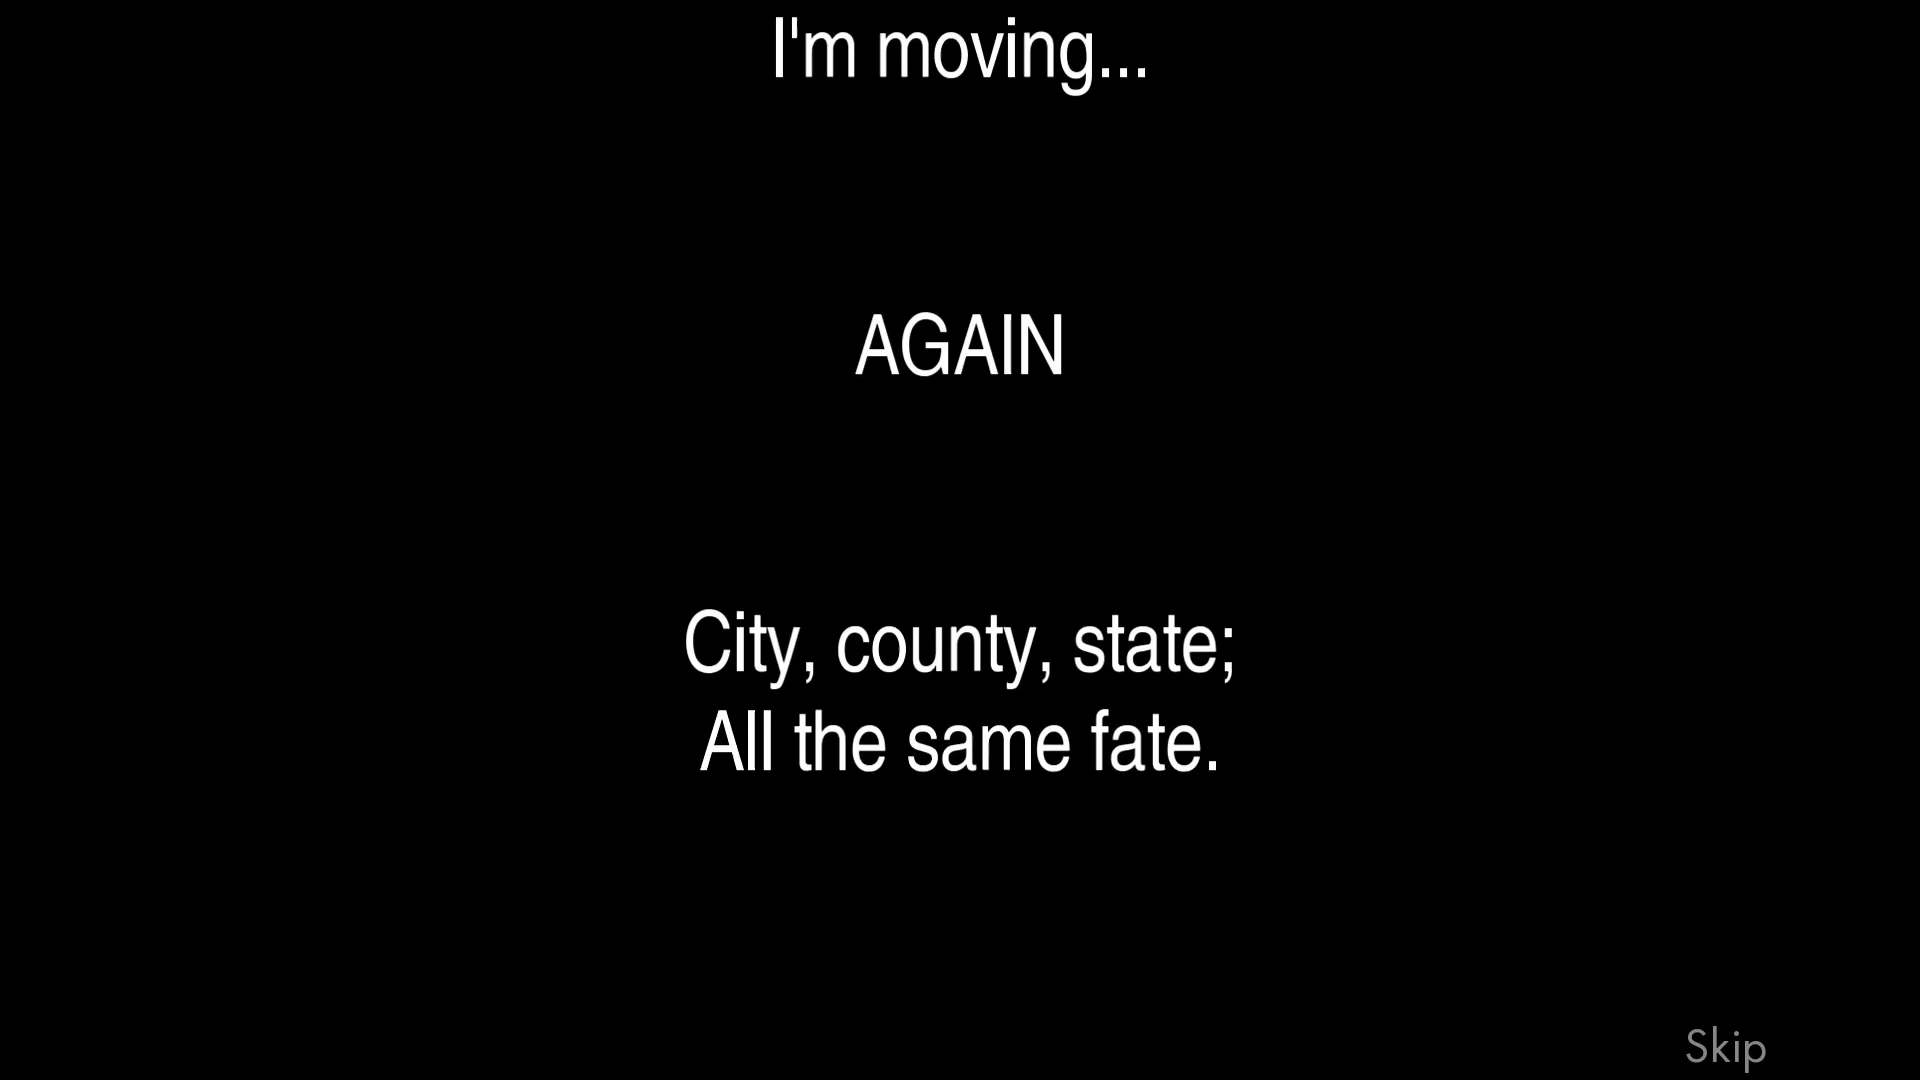 I'm moving...
AGAIN
City, county, state;
All the same fate.
Skip